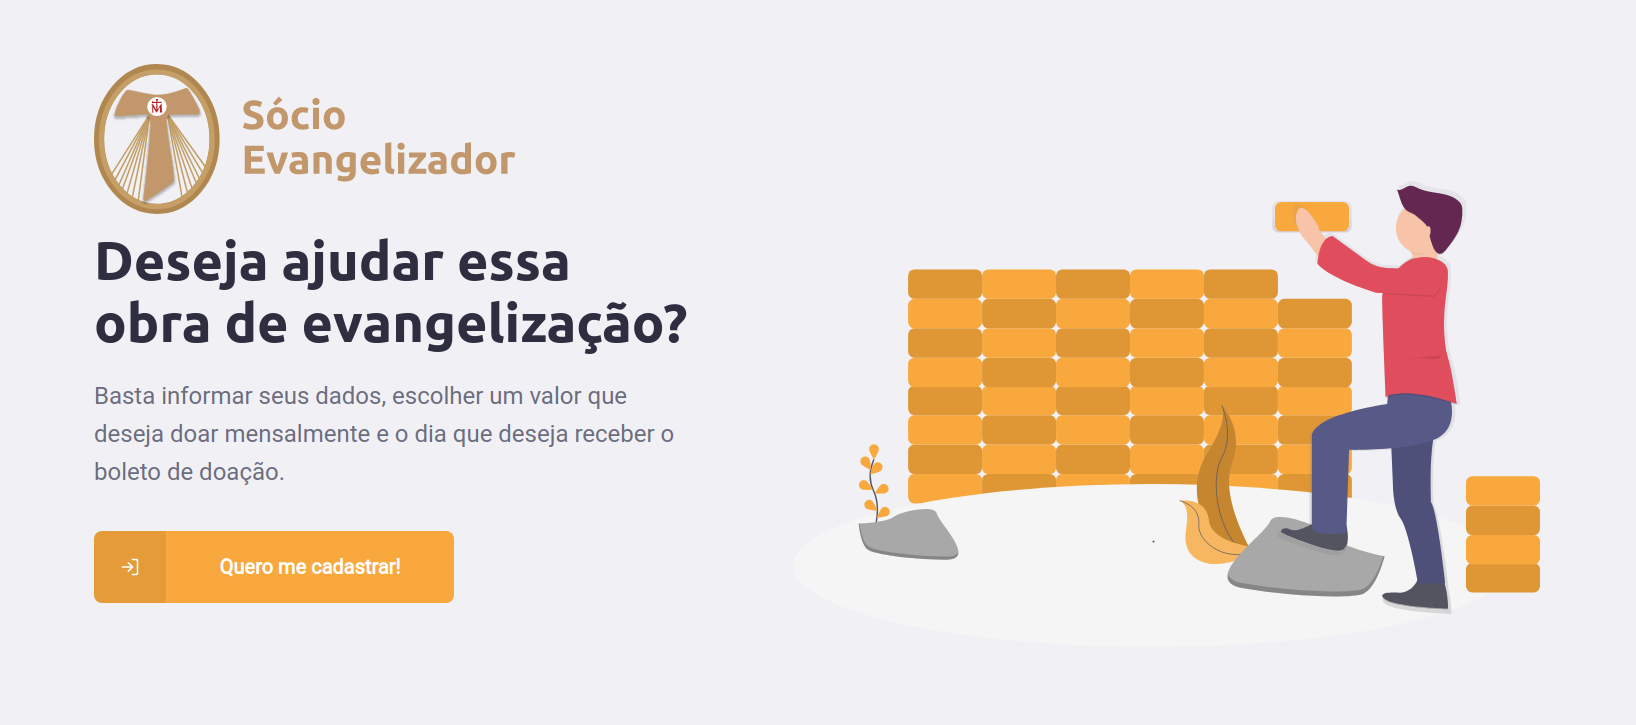 Sócio
Evangelizador
Deseja ajudar essa
obra de evangelização?
Basta informar seus dados, escolher um valor que
deseja doar mensalmente e o dia que deseja receber o
boleto de doação.
Quero me cadastrar!